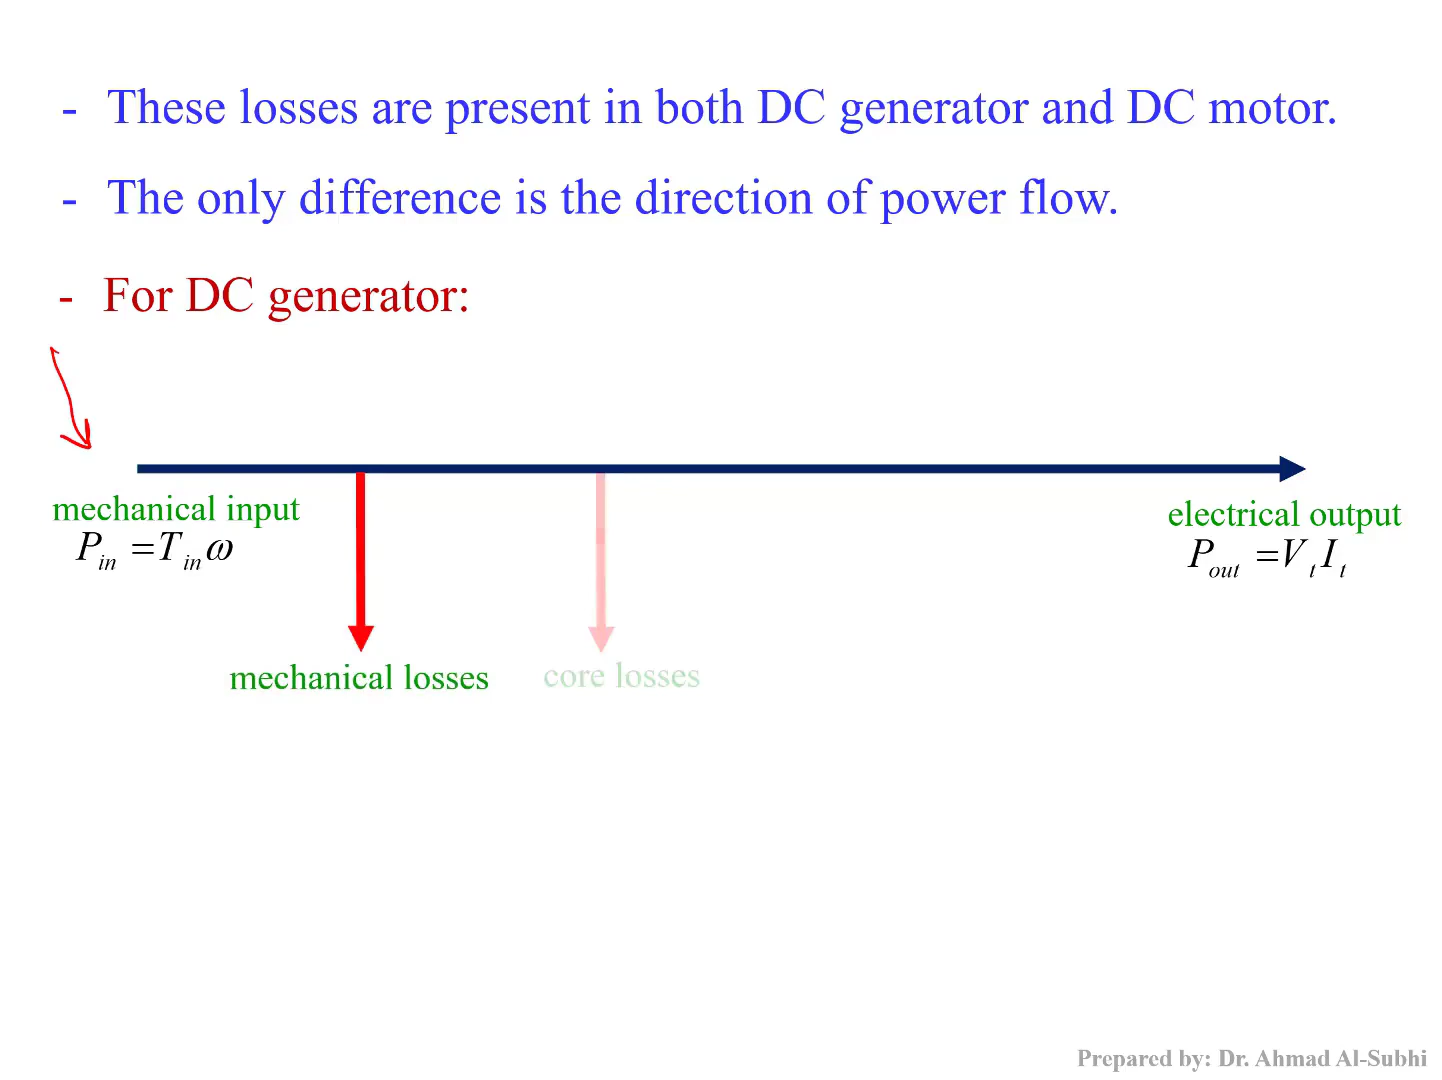 - These losses are present in both DC generator and DC motor.
- The only difference is the direction of power flow.
- For DC generator:
mechanical input
P_in = T_in ω
electrical output
P_out = V_t I_t
mechanical losses
core losses
Prepared by: Dr. Ahmad Al-Subhi